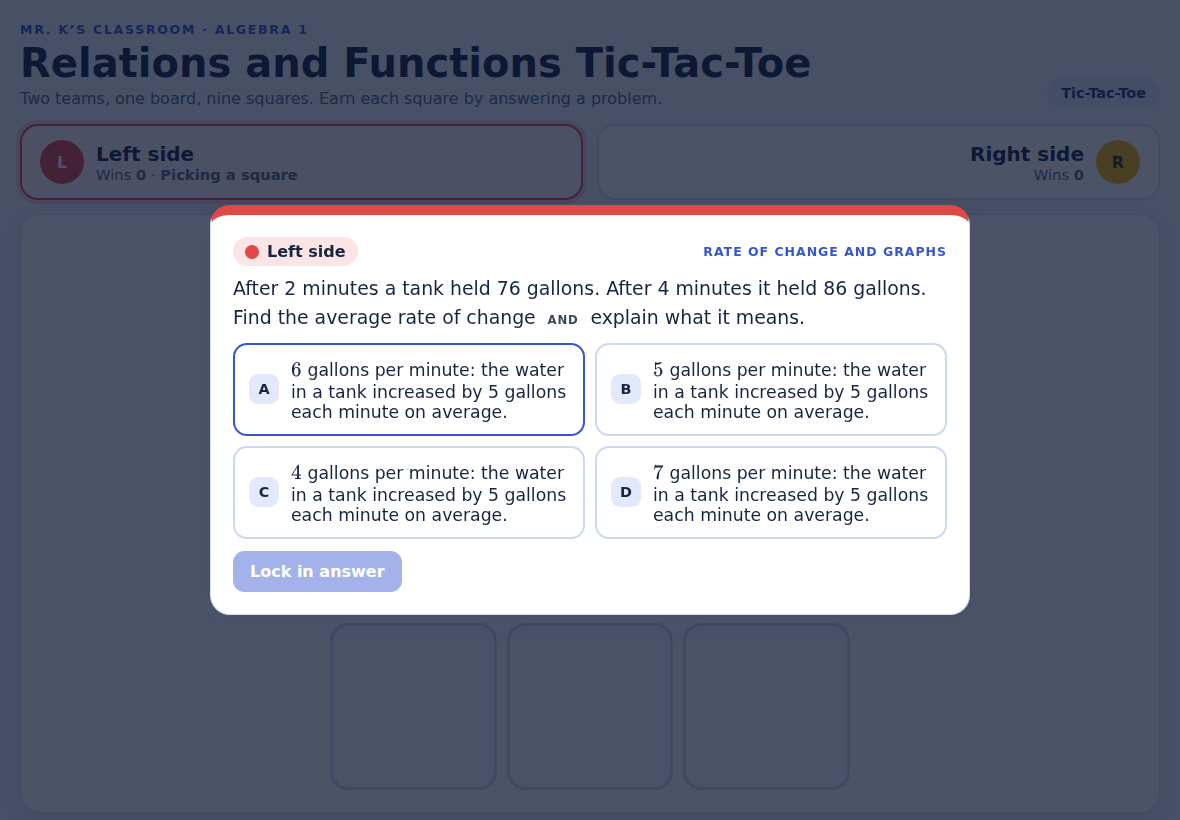 MR. K'S CLASSROOM · ALGEBRA 1
Relations and Functions Tic-Tac-Toe
Two teams, one board, nine squares. Earn each square by answering a problem.
Tic-Tac-Toe
L
Left side
Wins 0 · Picking a square
Right side
Wins 0
R
Left side
RATE OF CHANGE AND GRAPHS
After 2 minutes a tank held 76 gallons. After 4 minutes it held 86 gallons.
Find the average rate of change AND explain what it means.
A
6 gallons per minute: the water
in a tank increased by 5 gallons
each minute on average.
B
5 gallons per minute: the water
in a tank increased by 5 gallons
each minute on average.
C
4 gallons per minute: the water
in a tank increased by 5 gallons
each minute on average.
D
7 gallons per minute: the water
in a tank increased by 5 gallons
each minute on average.
Lock in answer